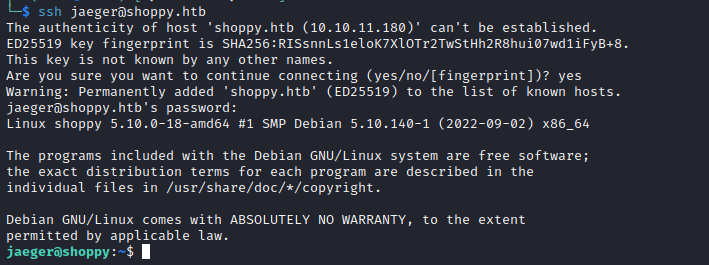 └─$ ssh jaeger@shoppy.htb
The authenticity of host 'shoppy.htb (10.10.11.180)' can't be established.
ED25519 key fingerprint is SHA256:RISsnnLs1eloK7XlOTr2TwStHh2R8hui07wd1iFyB+8.
This key is not known by any other names.
Are you sure you want to continue connecting (yes/no/[fingerprint])? yes
Warning: Permanently added 'shoppy.htb' (ED25519) to the list of known hosts.
jaeger@shoppy.htb's password:
Linux shoppy 5.10.0-18-amd64 #1 SMP Debian 5.10.140-1 (2022-09-02) x86_64
The programs included with the Debian GNU/Linux system are free software;
the exact distribution terms for each program are described in the
individual files in /usr/share/doc/*/copyright.
Debian GNU/Linux comes with ABSOLUTELY NO WARRANTY, to the extent
permitted by applicable law.
jaeger@shoppy:~$